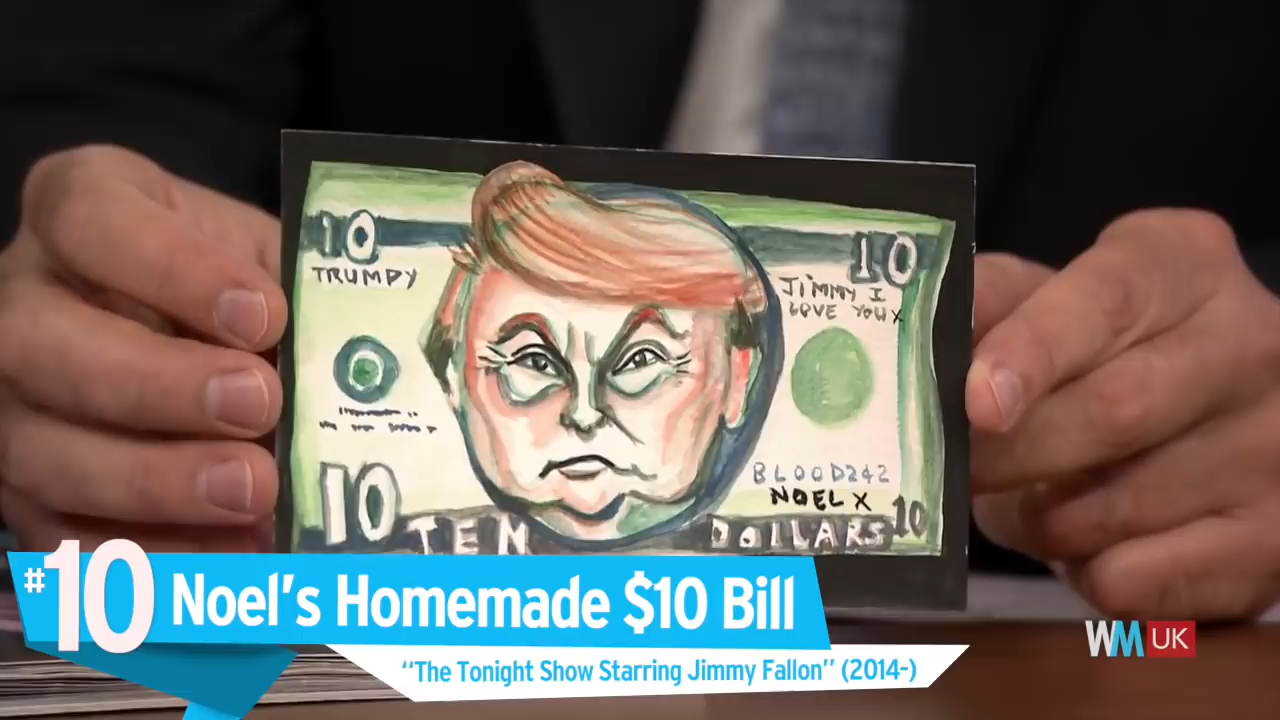 10
10
TRUMPY
JiMMY I
LOVE YOU X
10
BLOOD242
NOEL X
10
TEN
DOLLARS
#10
Noel's Homemade $10 Bill
"The Tonight Show Starring Jimmy Fallon" (2014-)
WM UK